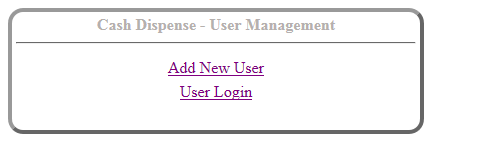 Cash Dispense - User Management
Add New User
User Login